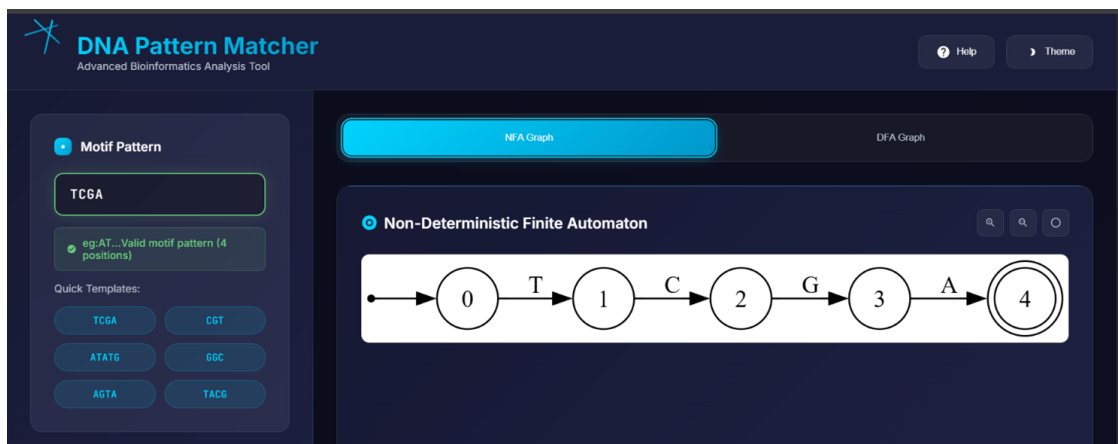 DNA Pattern Matcher
Advanced Bioinformatics Analysis Tool
? Help
Theme
Motif Pattern
TCGA
eg:AT...Valid motif pattern (4
positions)
Quick Templates:
TCGA CGT
ATATG GGC
AGTA TACG
NFA Graph
DFA Graph
Non-Deterministic Finite Automaton
0 T 1 C 2 G 3 A 4